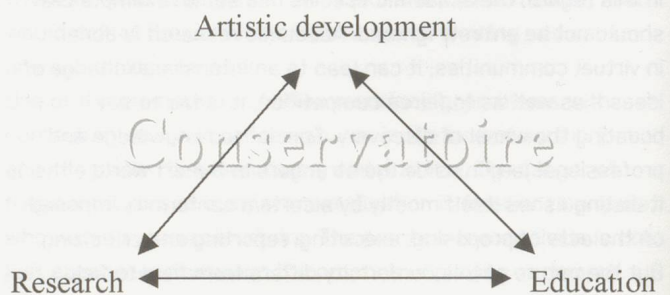 Artistic development
Conservatoire
Research
Education